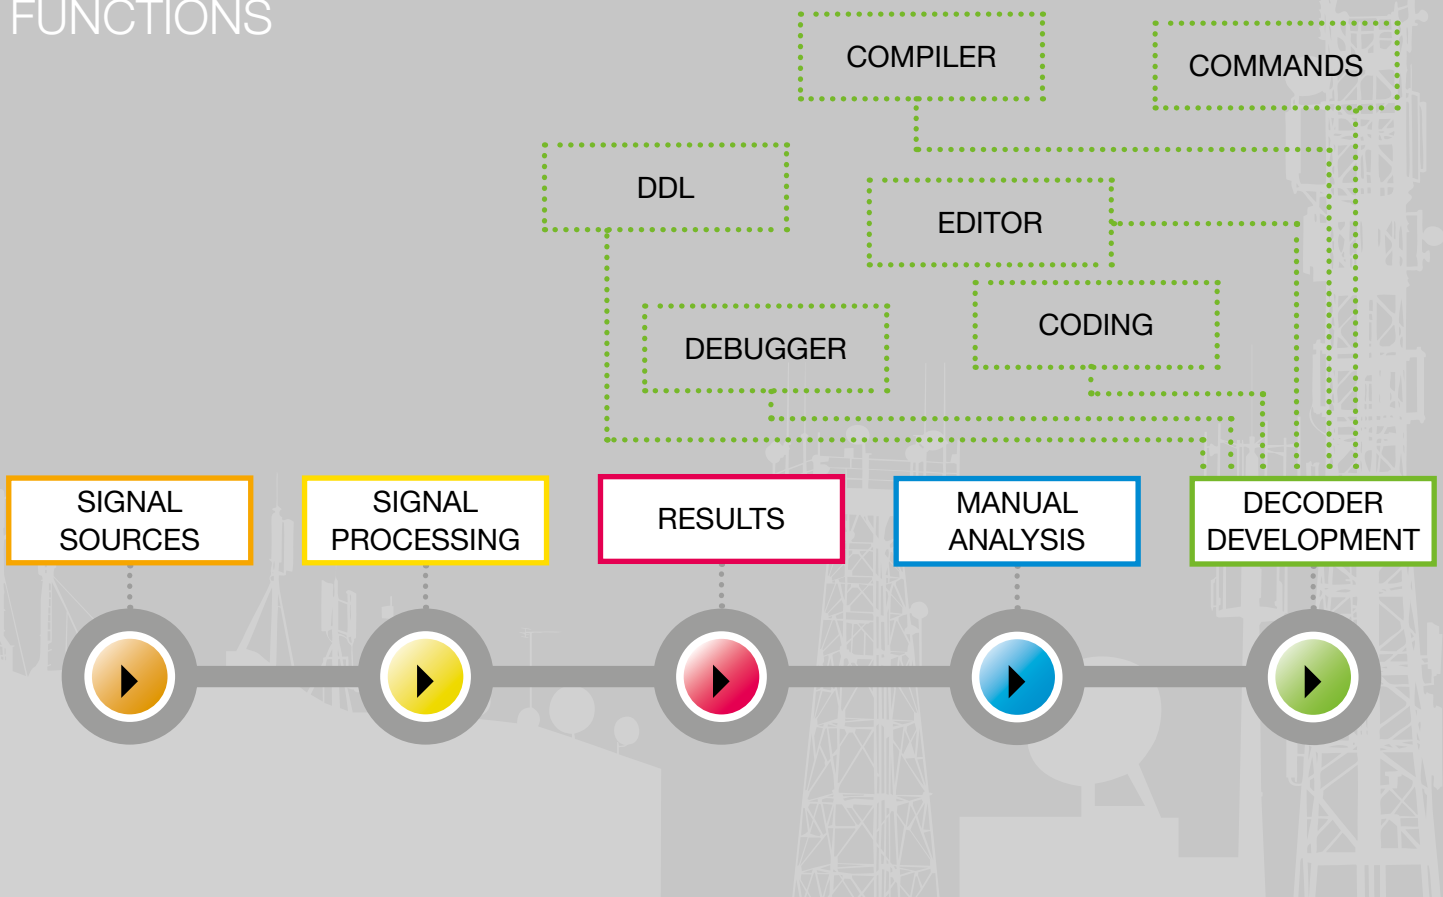 FUNCTIONS
COMPILER
COMMANDS
DDL
EDITOR
CODING
DEBUGGER
SIGNAL
SOURCES
SIGNAL
PROCESSING
RESULTS
MANUAL
ANALYSIS
DECODER
DEVELOPMENT